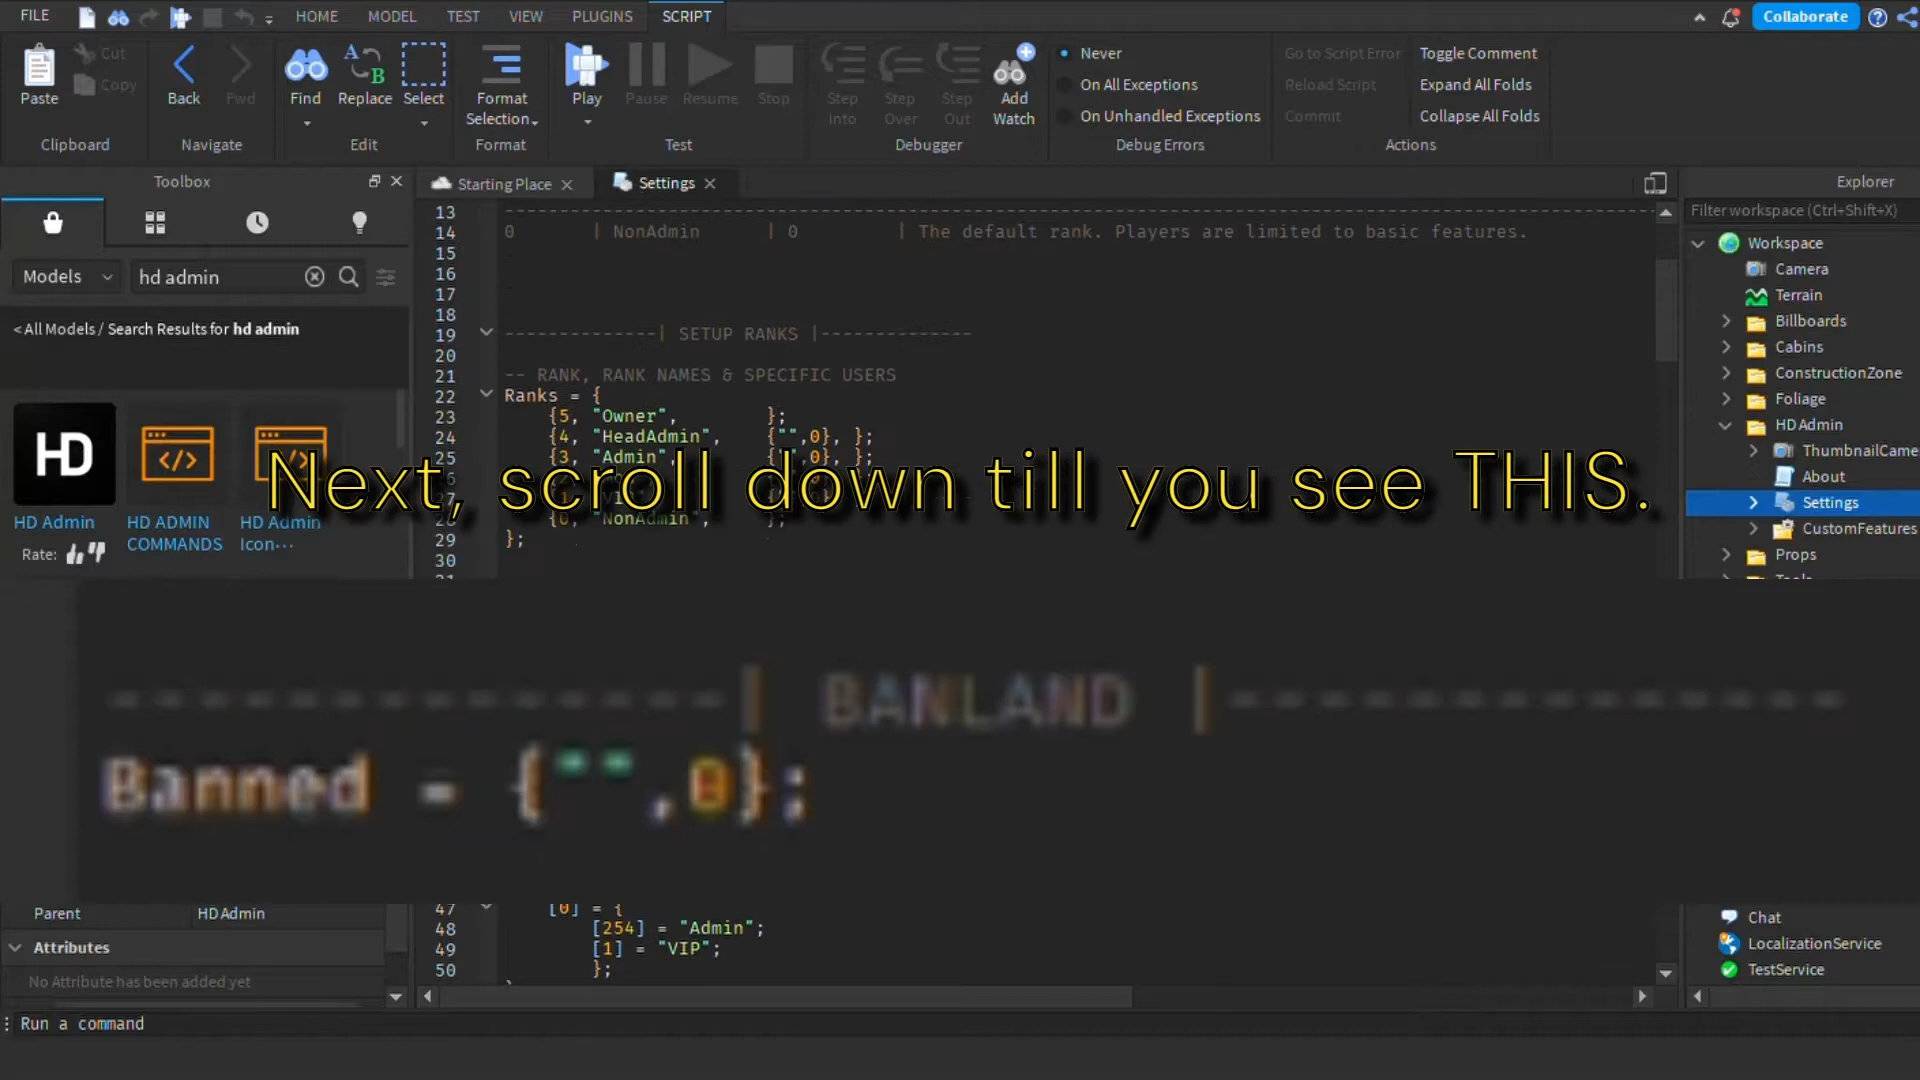 FILE
HOME
MODEL
TEST
VIEW
PLUGINS
SCRIPT
Collaborate
Paste
Cut
Copy
Clipboard
Back
Fwd
Navigate
Find
Replace
Select
Edit
Format
Selection
Format
Play
Pause
Resume
Stop
Test
Step
Into
Step
Over
Step
Out
Add
Watch
Debugger
Never
On All Exceptions
On Unhandled Exceptions
Debug Errors
Go to Script Error
Reload Script
Commit
Toggle Comment
Expand All Folds
Collapse All Folds
Actions
Toolbox
Models
hd admin
< All Models / Search Results for hd admin
HD
HD Admin
Rate:
HD ADMIN
COMMANDS
HD Admin
Icon...
Starting Place
Settings
13 --------------------------------
14 0 | NonAdmin | 0 | The default rank. Players are limited to basic features.
15
16
17
18
19 --------------| SETUP RANKS |--------------
20
21 -- RANK, RANK NAMES & SPECIFIC USERS
22 Ranks = {
23 {5, "Owner", };
24 {4, "HeadAdmin", {"",0}, };
25 {3, "Admin", {"",0}, };
Next, scroll down till you see THIS.
28 {0, "NonAdmin", };
29 };
30
--------------| BANLAND |--------------
Banned = {"",0};
47 [0] = {
48 [254] = "Admin";
49 [1] = "VIP";
50 };
Explorer
Filter workspace (Ctrl+Shift+X)
Workspace
Camera
Terrain
Billboards
Cabins
ConstructionZone
Foliage
HD Admin
ThumbnailCame
About
Settings
CustomFeatures
Props
Chat
LocalizationService
TestService
Parent
HD Admin
Attributes
No Attribute has been added yet
Run a command